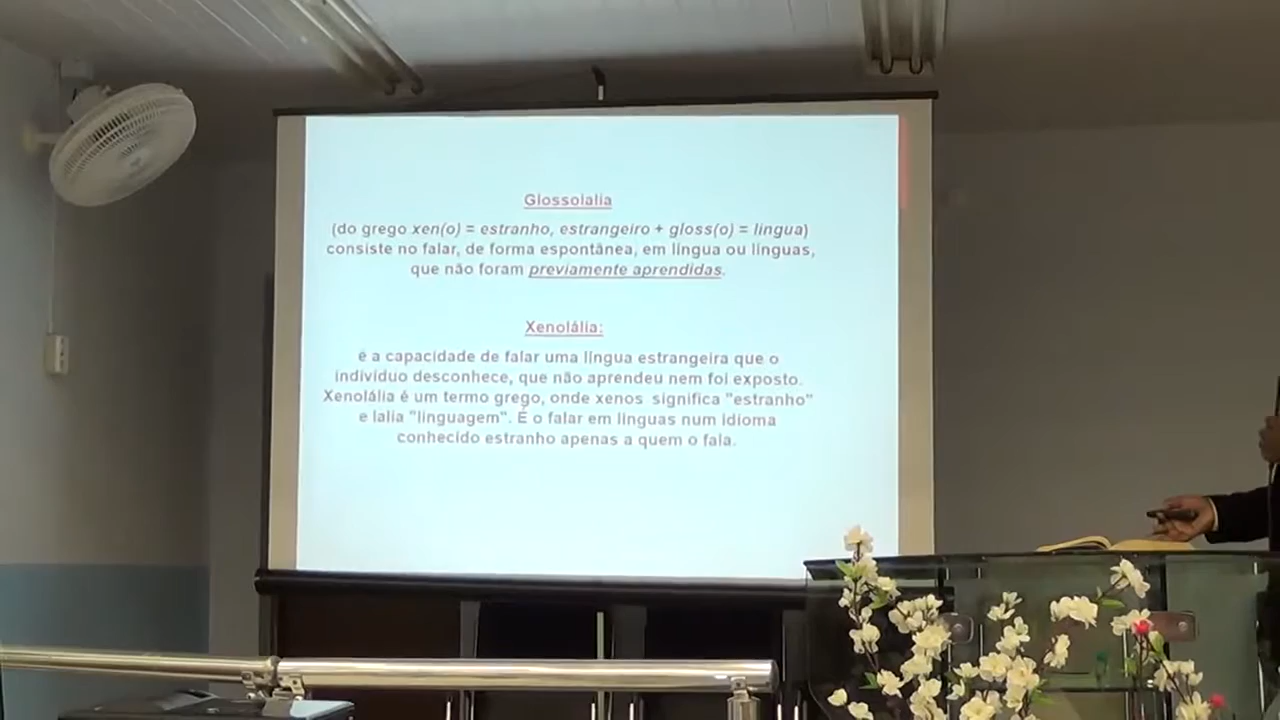 Glossolalia
(do grego xen(o) = estranho, estrangeiro + gloss(o) = língua)
consiste no falar, de forma espontânea, em língua ou línguas,
que não foram previamente aprendidas.
Xenolália:
é a capacidade de falar uma língua estrangeira que o
indivíduo desconhece, que não aprendeu nem foi exposto.
Xenolália é um termo grego, onde xenos significa "estranho"
e lalia "linguagem". É o falar em línguas num idioma
conhecido estranho apenas a quem o fala.